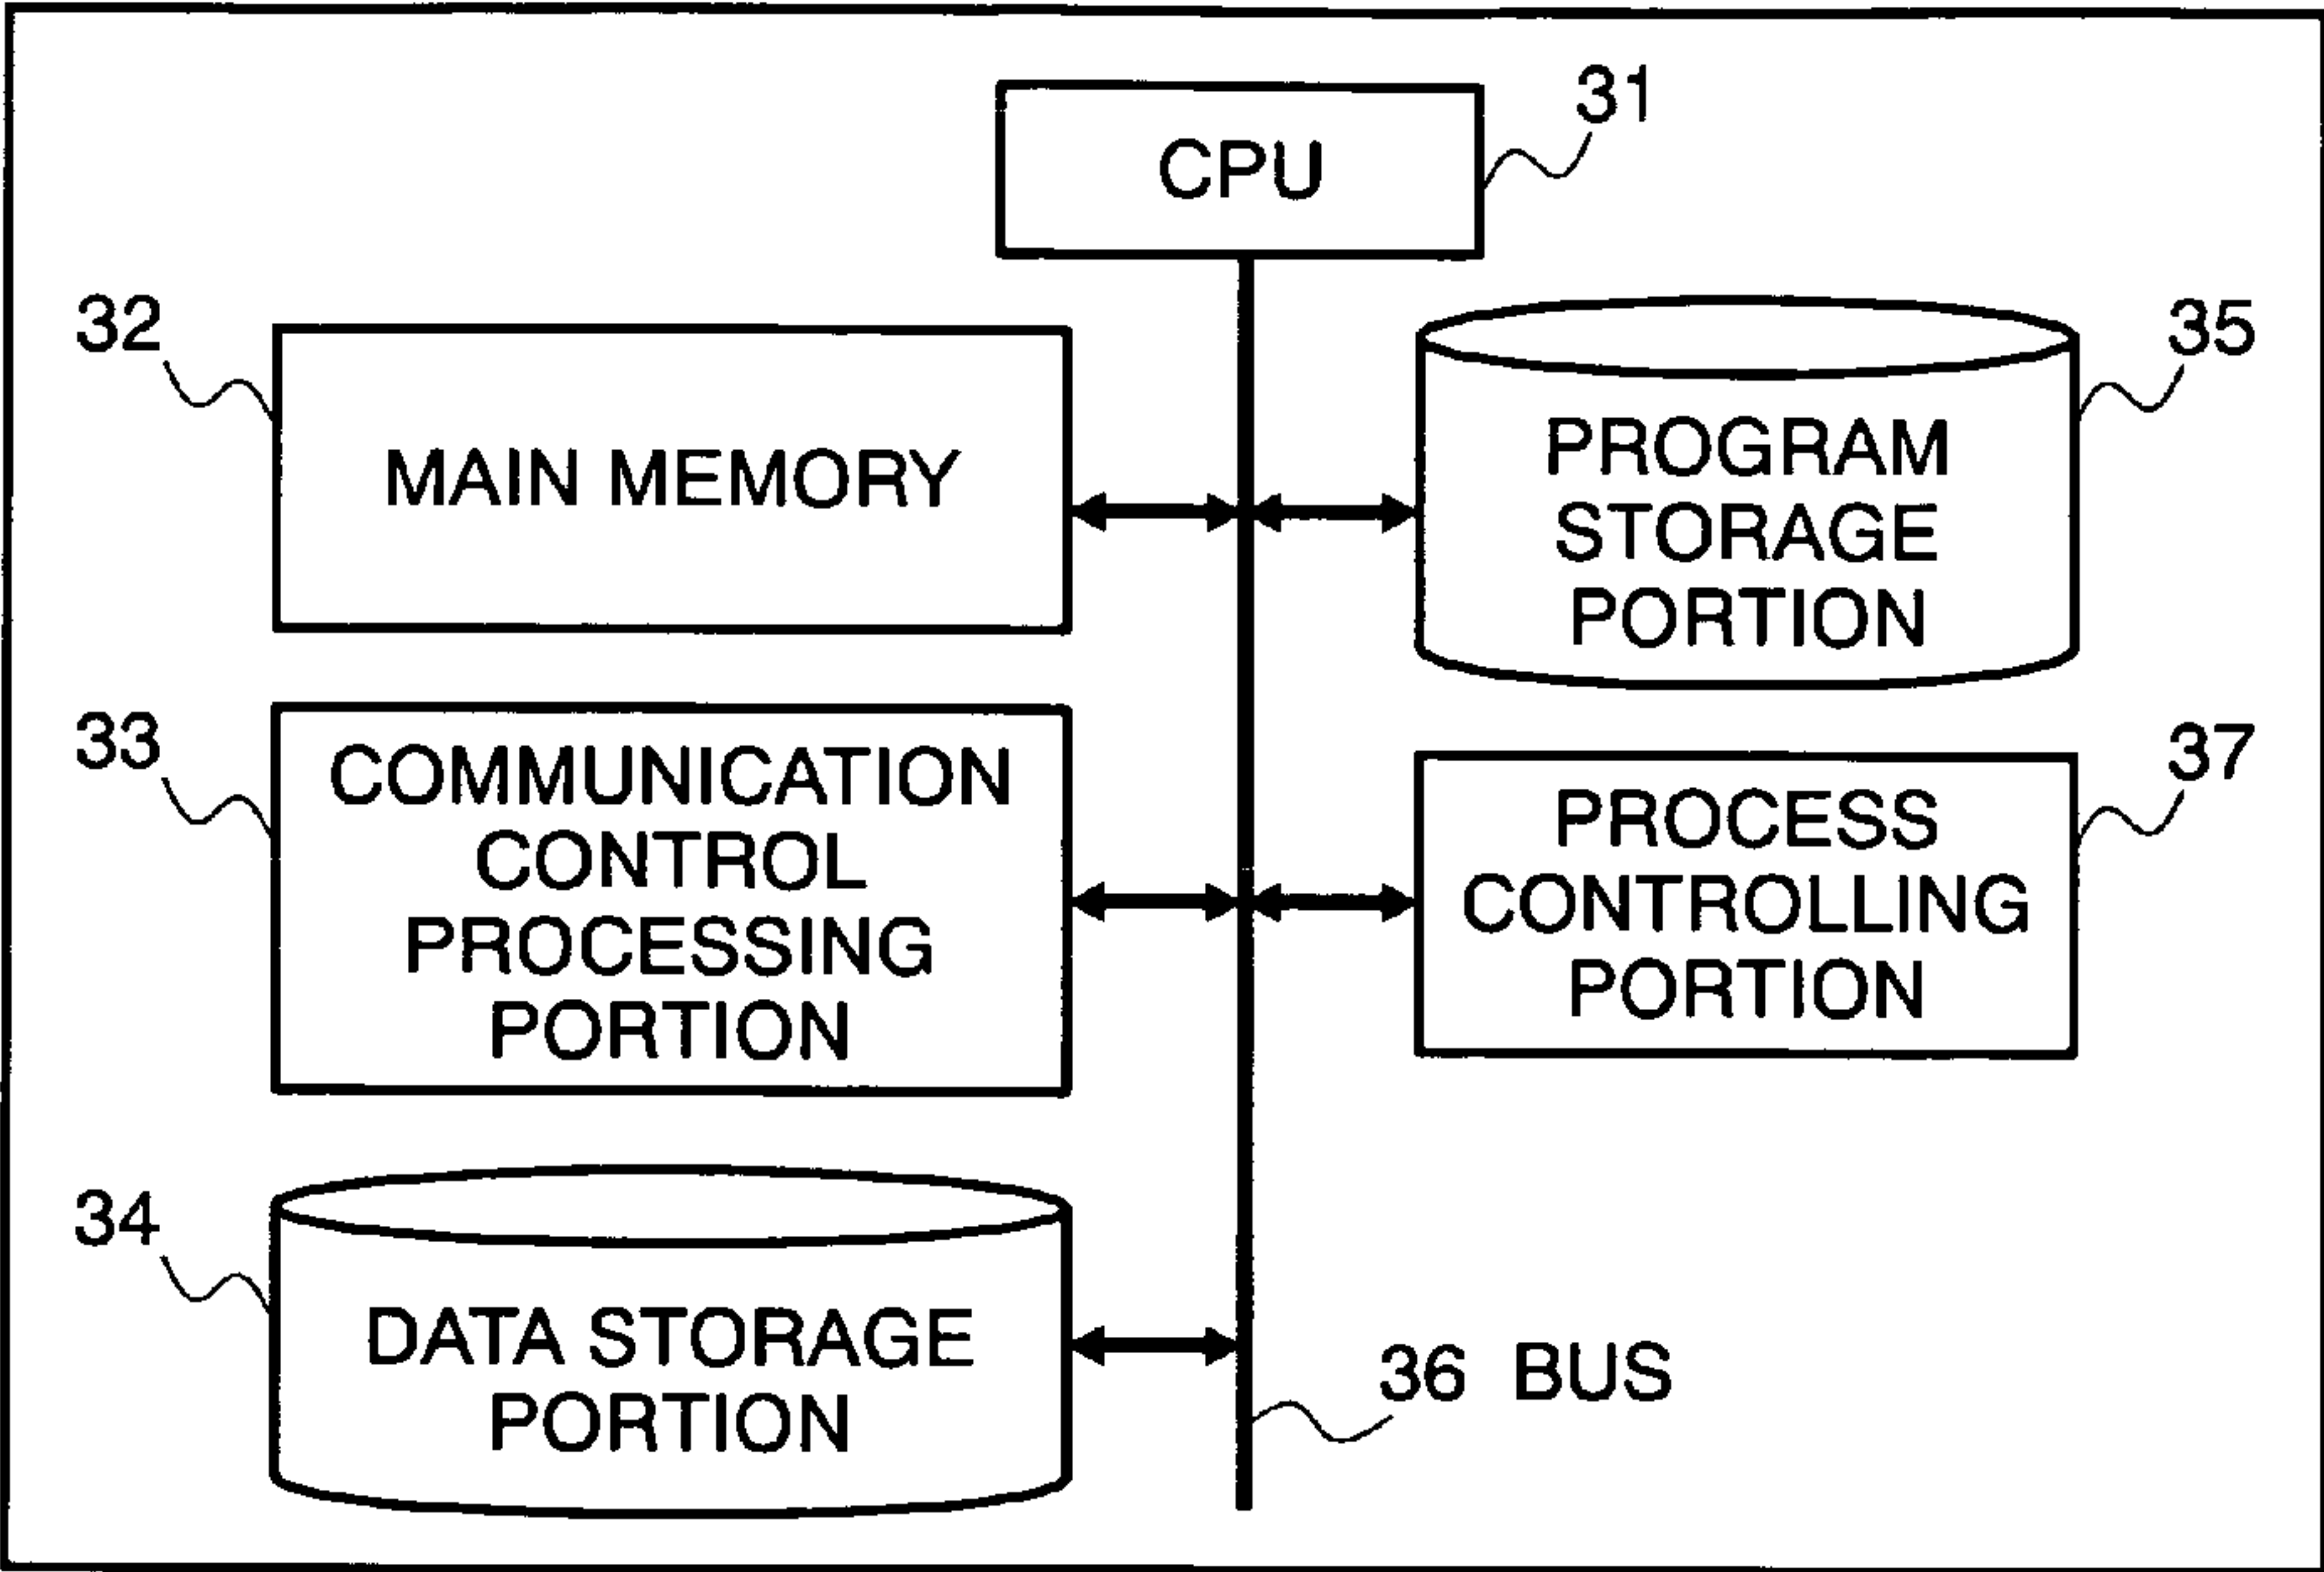 31
CPU
32
MAIN MEMORY
35
PROGRAM
STORAGE
PORTION
33
COMMUNICATION
CONTROL
PROCESSING
PORTION
37
PROCESS
CONTROLLING
PORTION
34
DATA STORAGE
PORTION
36 BUS